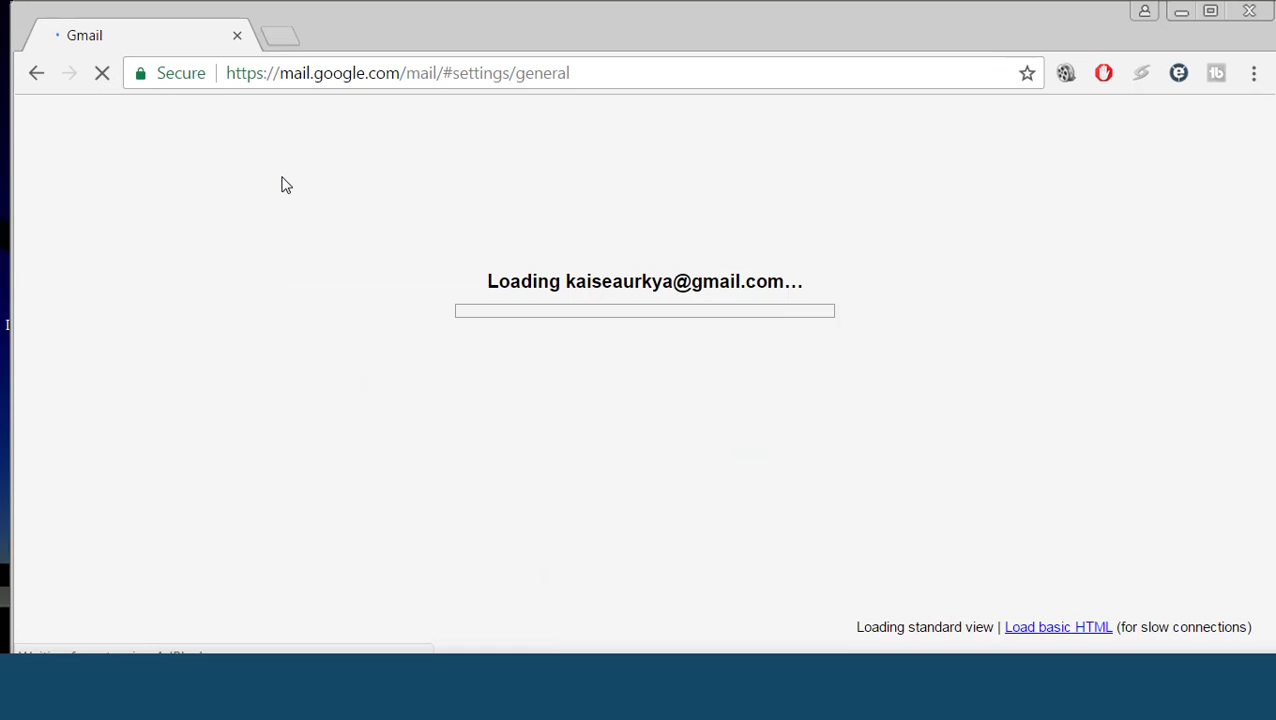 Gmail
Secure https://mail.google.com/mail/#settings/general
Loading kaiseaurkya@gmail.com...
Loading standard view | Load basic HTML (for slow connections)